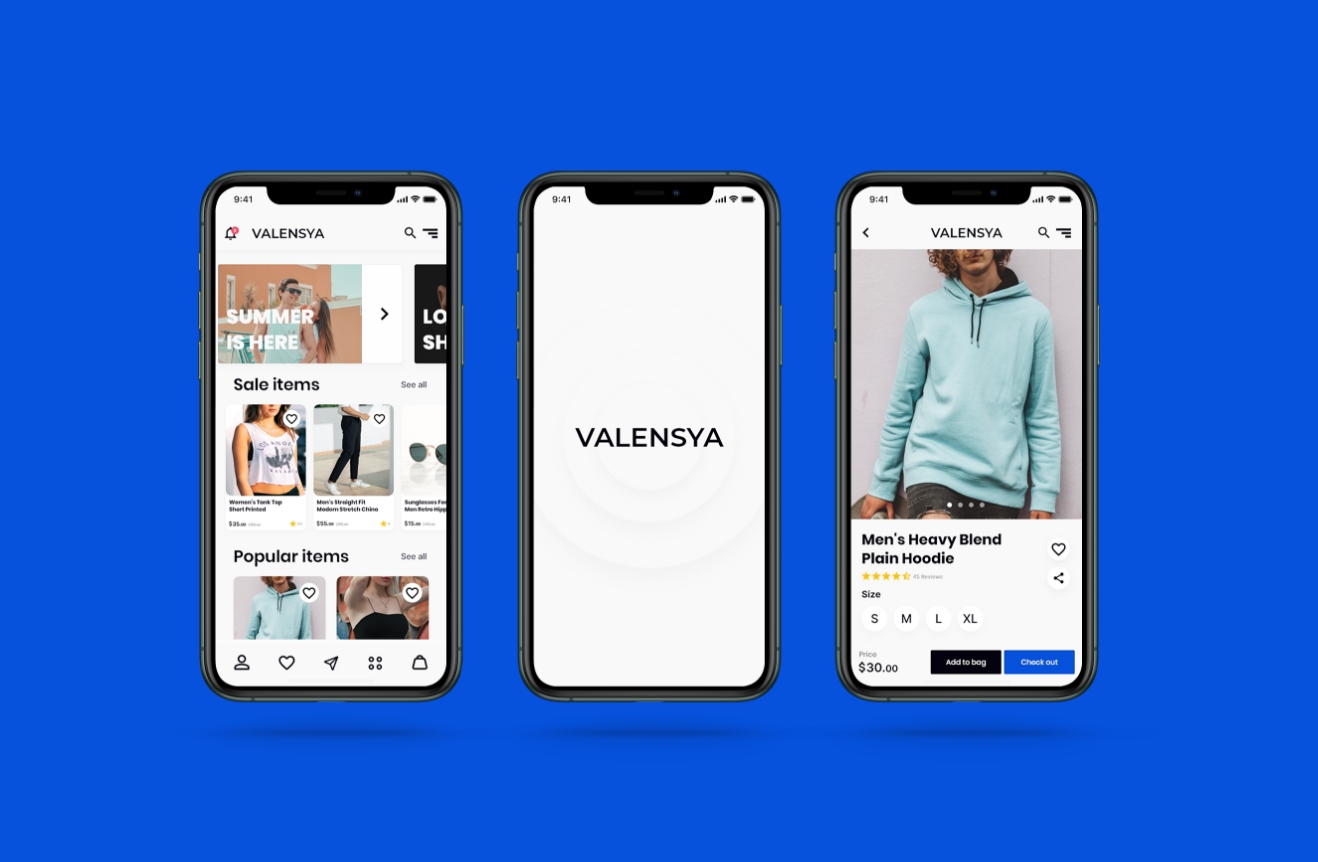 9:41
VALENSYA
SUMMER
IS HERE
LO
SH
Sale items
See all
Women's Tank Top
Short Printed
$35.00
Men's Straight Fit
Modern Stretch Chino
$55.00
Sunglasses For
Men Retro Hipp
$15.00
Popular items
See all
9:41
VALENSYA
9:41
VALENSYA
Men's Heavy Blend
Plain Hoodie
45 Reviews
Size
S M L XL
Price
$30.00
Add to bag
Check out